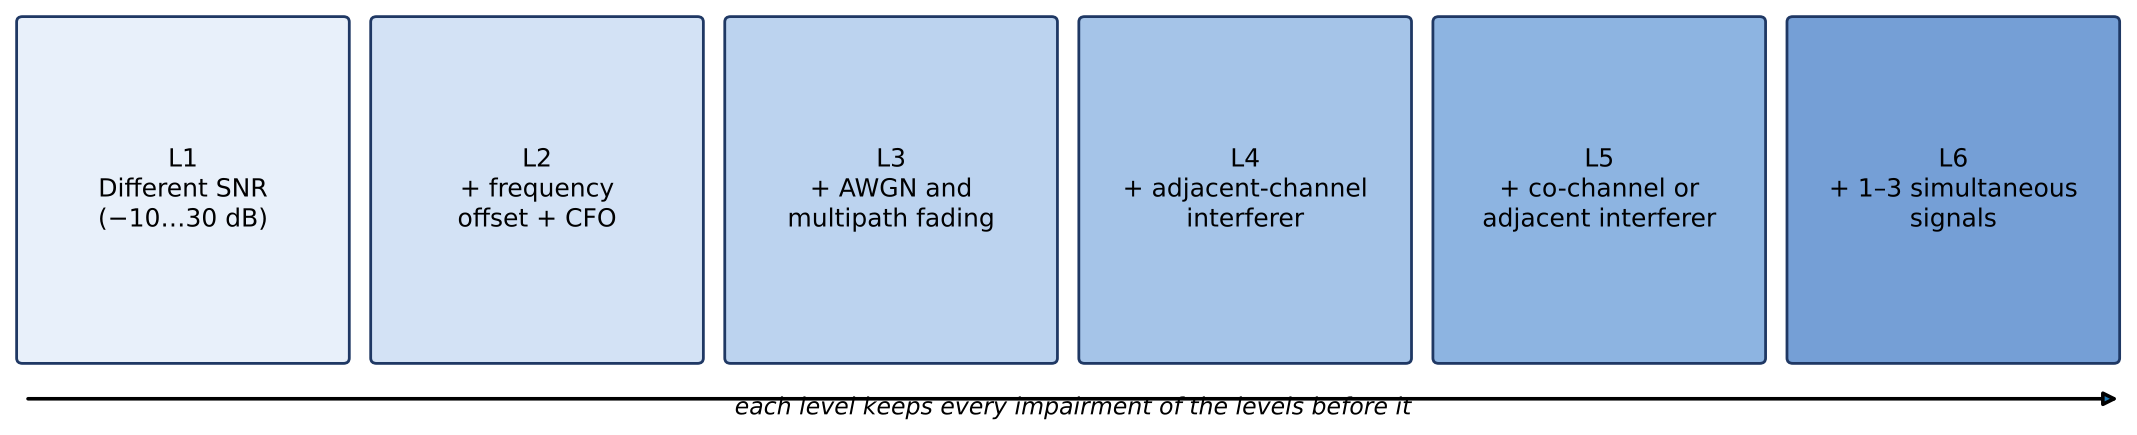 L1
Different SNR
(−10…30 dB)
L2
+ frequency
offset + CFO
L3
+ AWGN and
multipath fading
L4
+ adjacent-channel
interferer
L5
+ co-channel or
adjacent interferer
L6
+ 1–3 simultaneous
signals
each level keeps every impairment of the levels before it